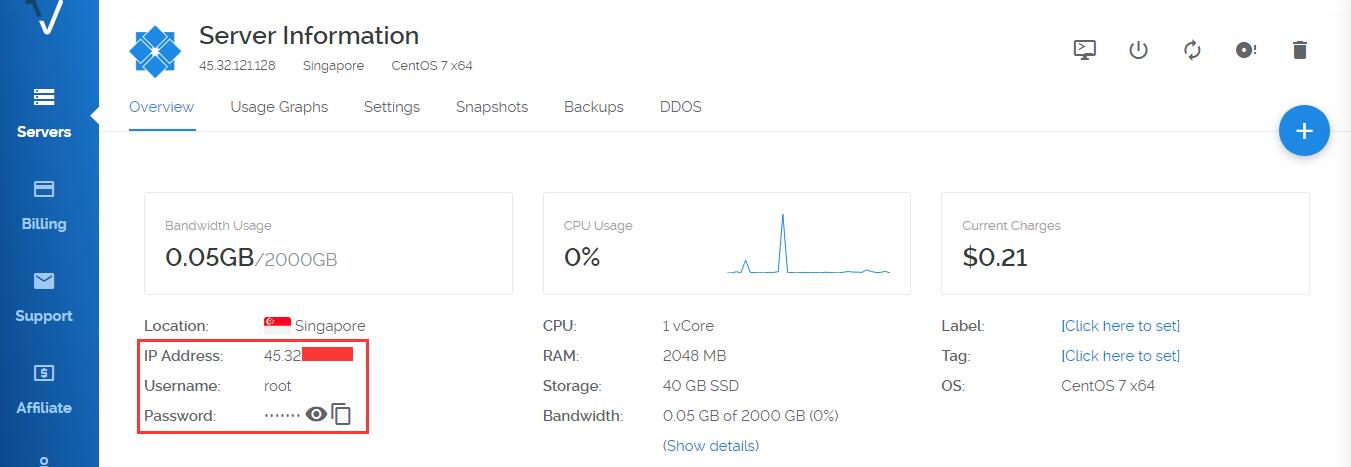 Server Information
45.32.121.128 Singapore CentOS 7 x64
Overview Usage Graphs Settings Snapshots Backups DDOS
Servers
Billing
Support
Affiliate
Bandwidth Usage
0.05GB/2000GB
CPU Usage
0%
Current Charges
$0.21
Location: Singapore
IP Address: 45.32
Username: root
Password: ·······
CPU: 1 vCore
RAM: 2048 MB
Storage: 40 GB SSD
Bandwidth: 0.05 GB of 2000 GB (0%)
(Show details)
Label: [Click here to set]
Tag: [Click here to set]
OS: CentOS 7 x64